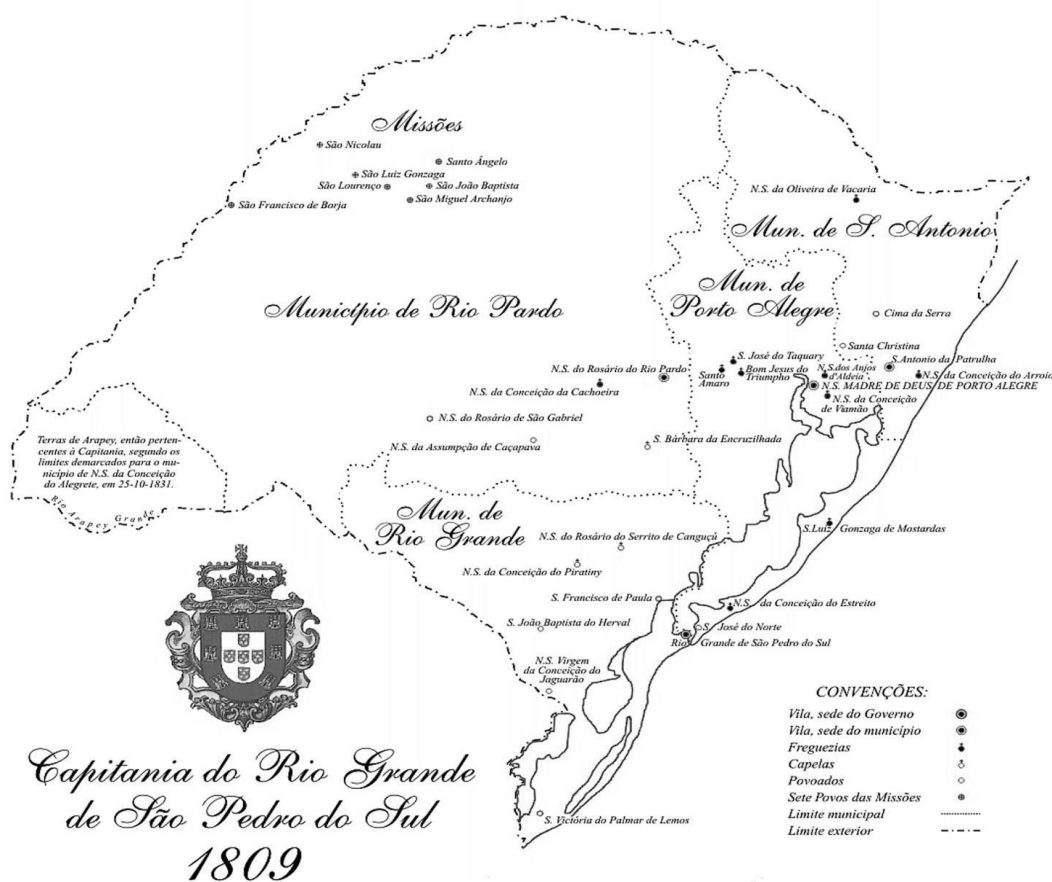 Missões
São Nicolau
Santo Ángelo
São Luiz Gonzaga
São Lourenço
São João Baptista
São Miguel Archanjo
São Francisco de Borja
N.S. da Oliveira de Vacaria
Mun. de S. Antonio
Mun. de
Porto Alegre
Município de Rio Pardo
Cima da Serra
Santa Christina
S. José do Taquary
S.Antonio da Patrulha
N.S. do Rosário do Rio Pardo
Santo
Amaro
Bom Jesus do
Triumpho
N.S.dos Anjos
d'Aldeia
N.S. da Conceição do Arroio
N.S. MADRE DE DEUS DE PORTO ALEGRE
N.S. da Conceição da Cachoeira
N.S. da Conceição
de Viamão
N.S. do Rosário de São Gabriel
N.S. da Assumpção de Caçapava
S. Bárbara da Encruzilhada
Terras de Arapey, então perten-
centes à Capitania, segundo os
limites demarcados para o mu-
nicípio de N.S. da Conceição
do Alegrete, em 25-10-1831.
Rio Arapey Grande
Mun. de
Rio Grande
S.Luiz Gonzaga de Mostardas
N.S. do Rosário do Serrito de Canguçú
N.S. da Conceição do Piratiny
S. Francisco de Paula
N.S. da Conceição do Estreito
S. João Baptista do Herval
S. José do Norte
Rio Grande de São Pedro do Sul
N.S. Virgem
da Conceição do
Jaguarão
S. Victória do Palmar de Lemos
Capitania do Rio Grande
de São Pedro do Sul
1809
CONVENÇÕES:
Vila, sede do Governo
Vila, sede do município
Freguezias
Capelas
Povoados
Sete Povos das Missões
Limite municipal
Limite exterior